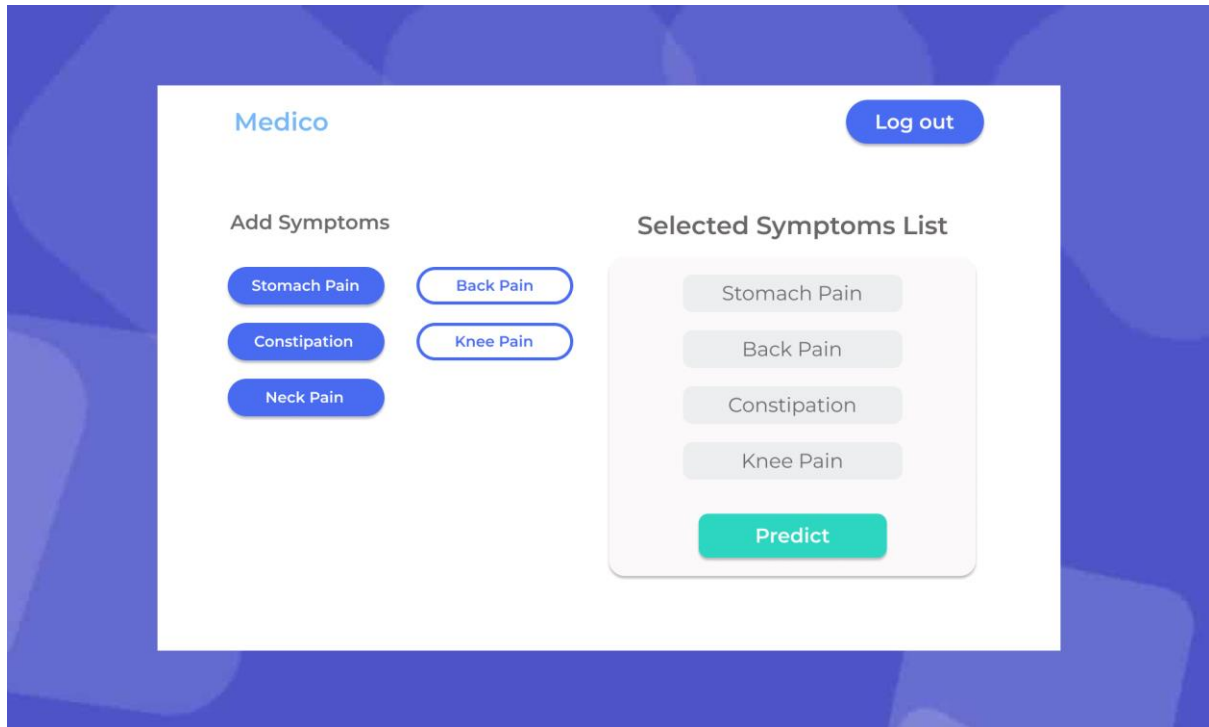 Medico
Log out
Add Symptoms
Stomach Pain
Back Pain
Constipation
Knee Pain
Neck Pain
Selected Symptoms List
Stomach Pain
Back Pain
Constipation
Knee Pain
Predict